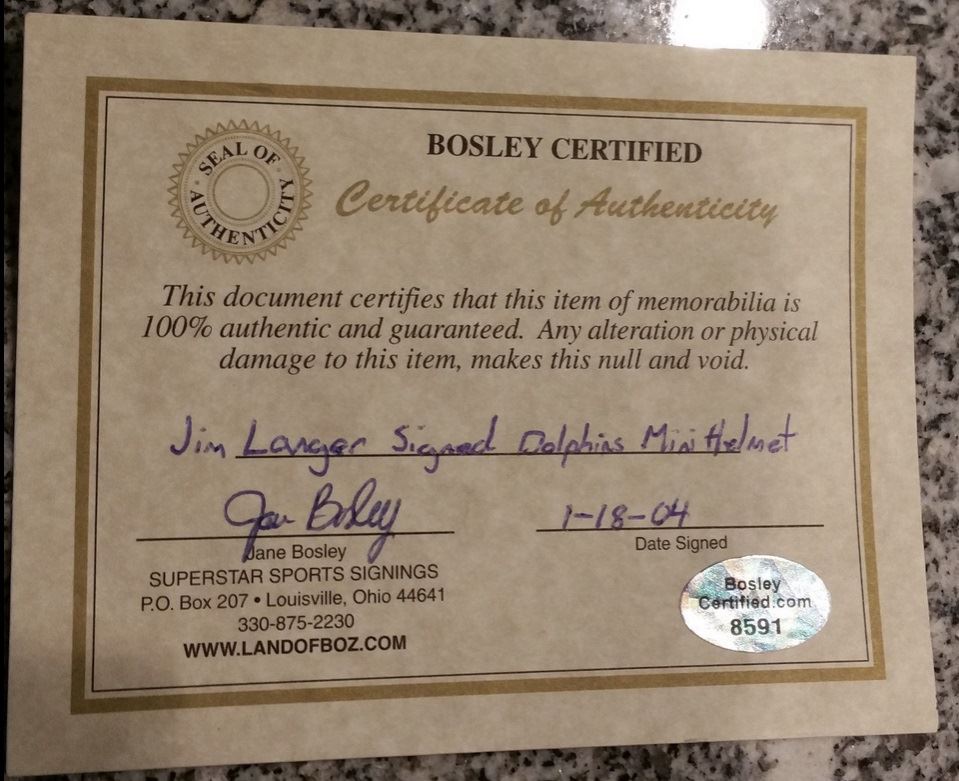 BOSLEY CERTIFIED
SEAL OF AUTHENTICITY
Certificate of Authenticity
This document certifies that this item of memorabilia is
100% authentic and guaranteed. Any alteration or physical
damage to this item, makes this null and void.
Jim Langer Signed Dolphins Mini Helmet
Jane Bosley
1-18-04
Jane Bosley
Date Signed
SUPERSTAR SPORTS SIGNINGS
P.O. Box 207 • Louisville, Ohio 44641
330-875-2230
WWW.LANDOFBOZ.COM
Bosley
Certified.com
8591